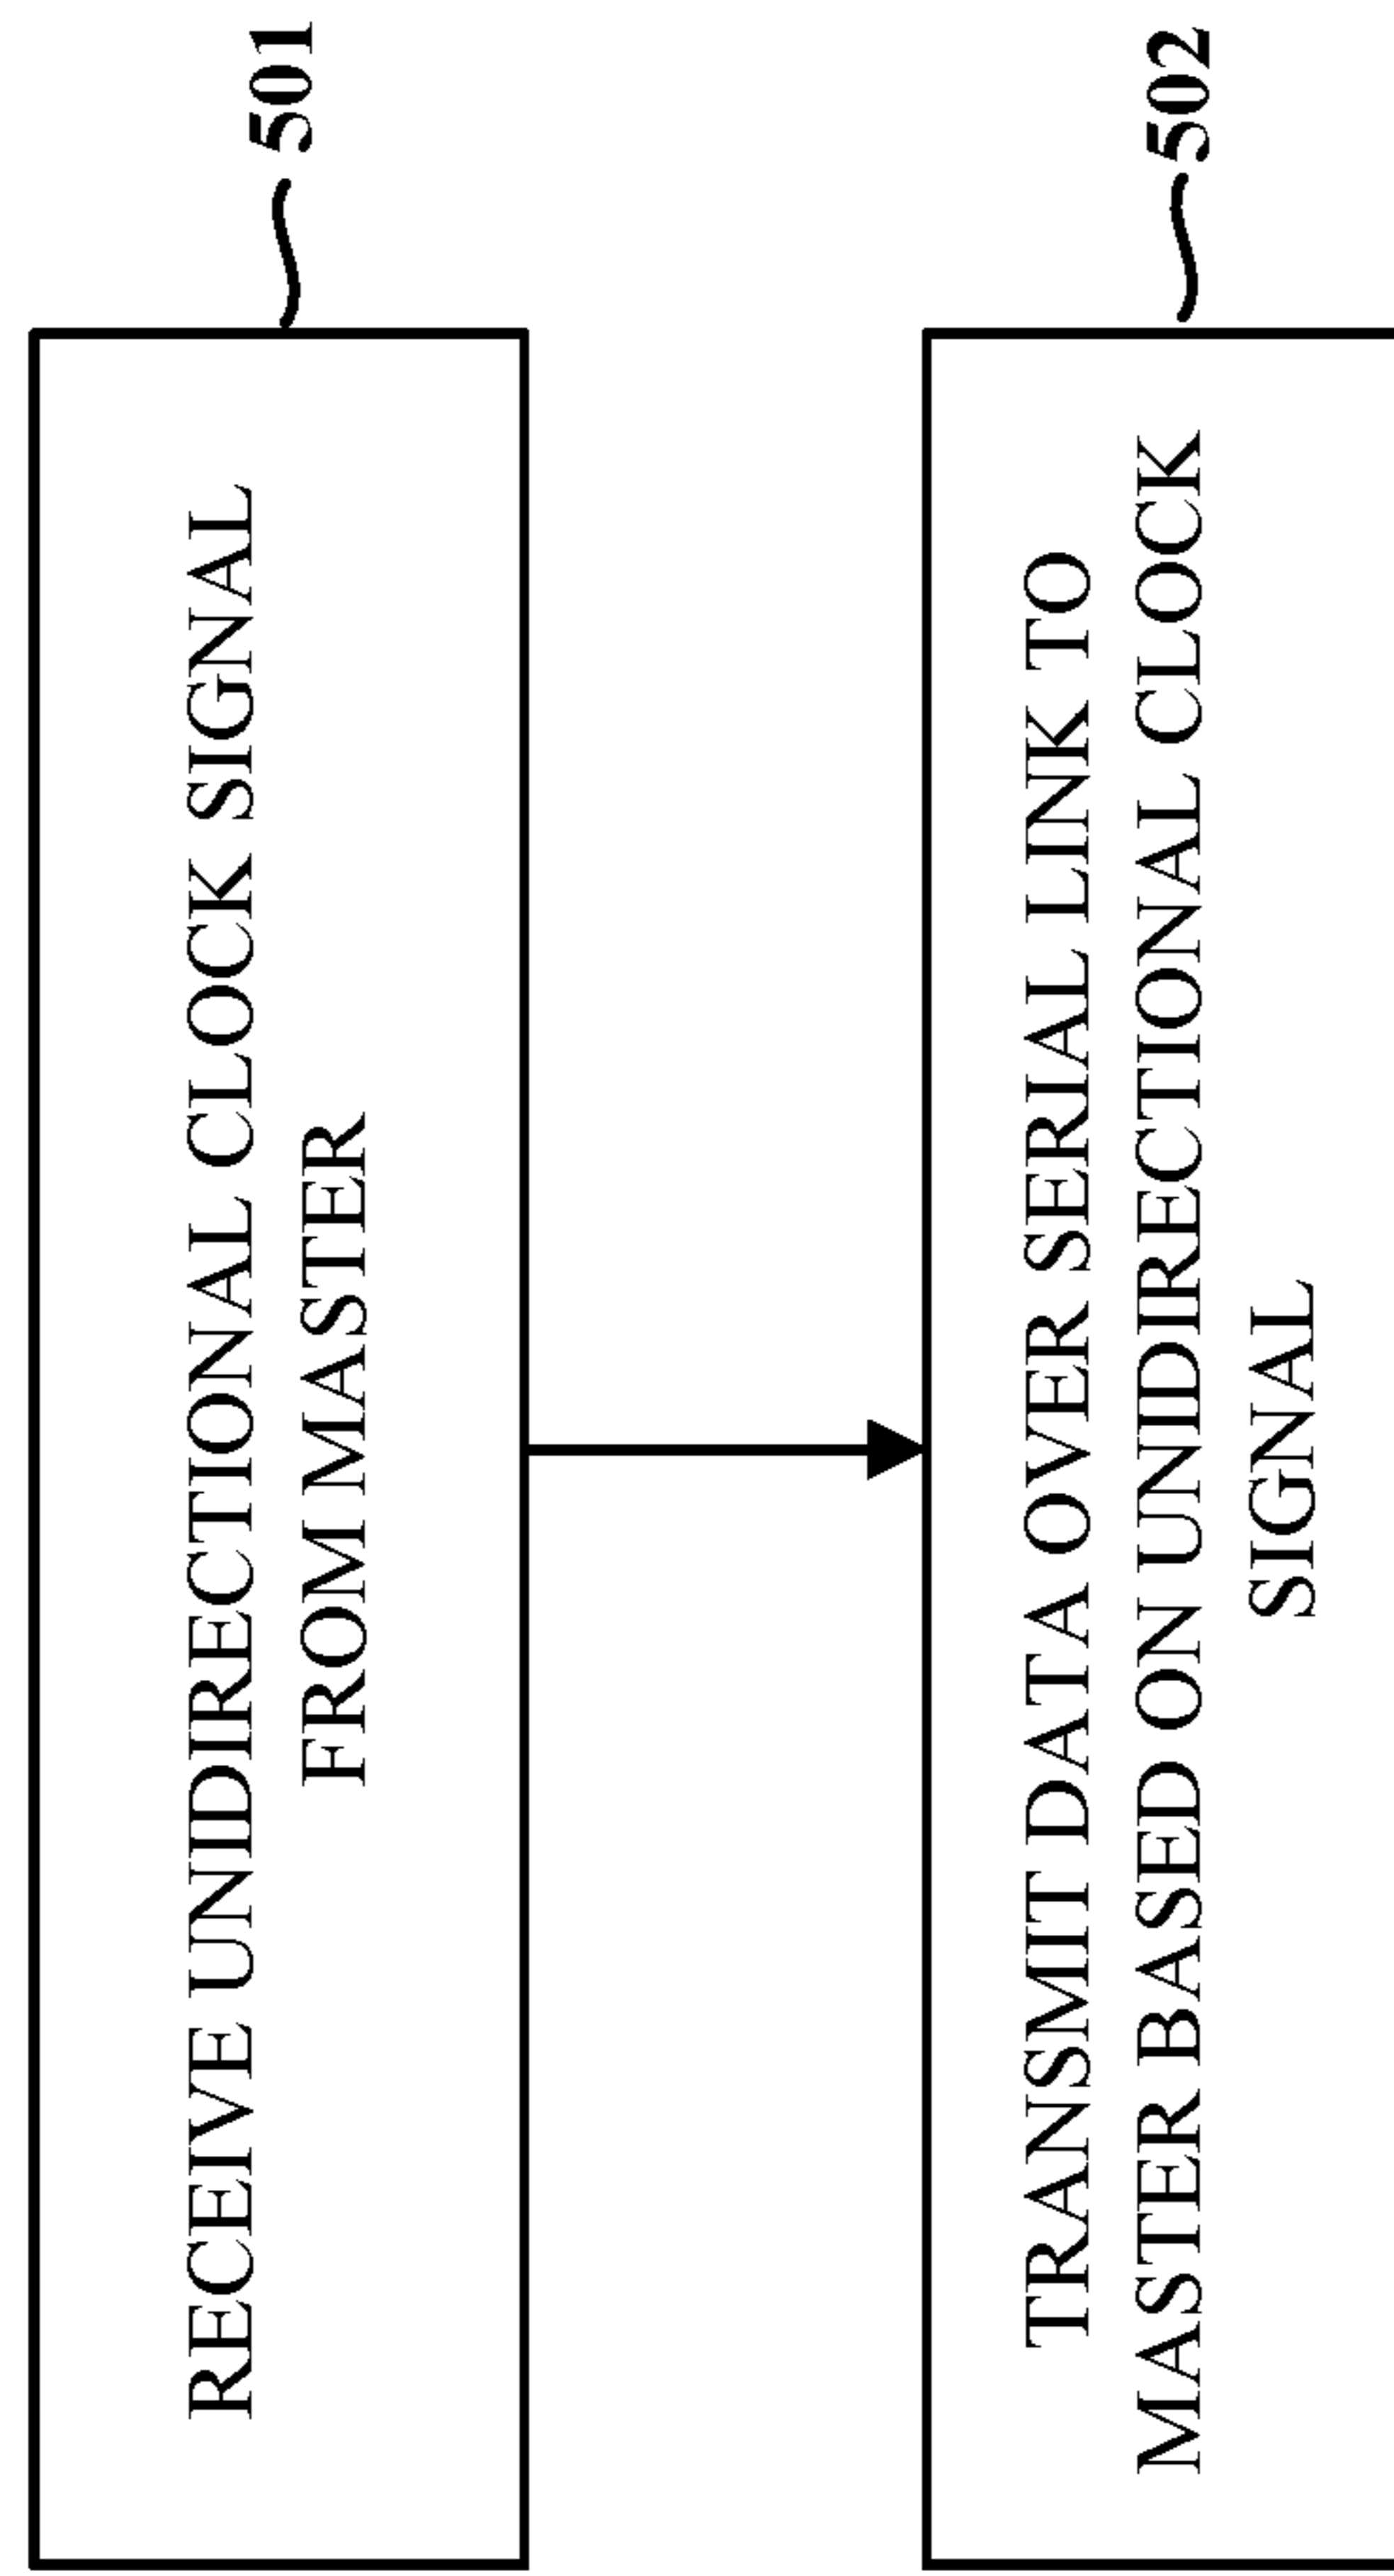 RECEIVE UNIDIRECTIONAL CLOCK SIGNAL
FROM MASTER
501
TRANSMIT DATA OVER SERIAL LINK TO
MASTER BASED ON UNIDIRECTIONAL CLOCK
SIGNAL
502